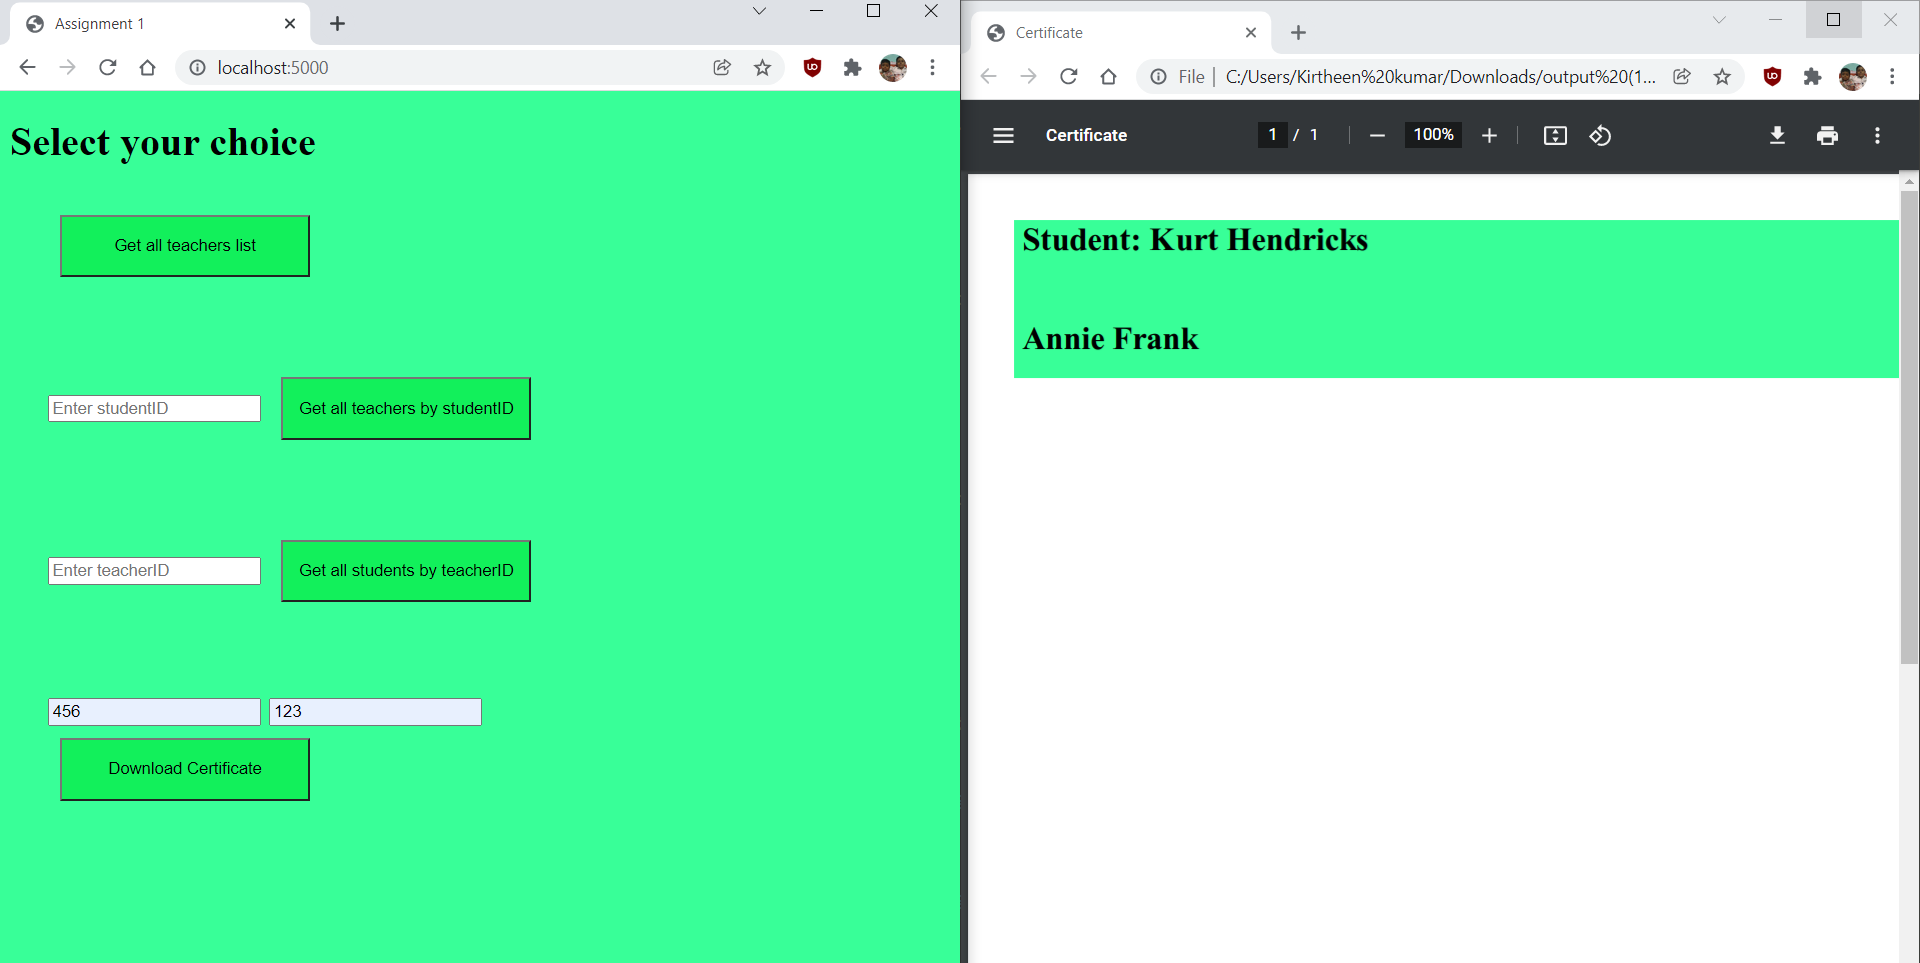 Assignment 1
localhost:5000
Select your choice
Get all teachers list
Enter studentID
Get all teachers by studentID
Enter teacherID
Get all students by teacherID
456
123
Download Certificate
Certificate
File
C:/Users/Kirtheen%20kumar/Downloads/output%20(1...
Certificate
1 / 1
100%
Student: Kurt Hendricks
Annie Frank